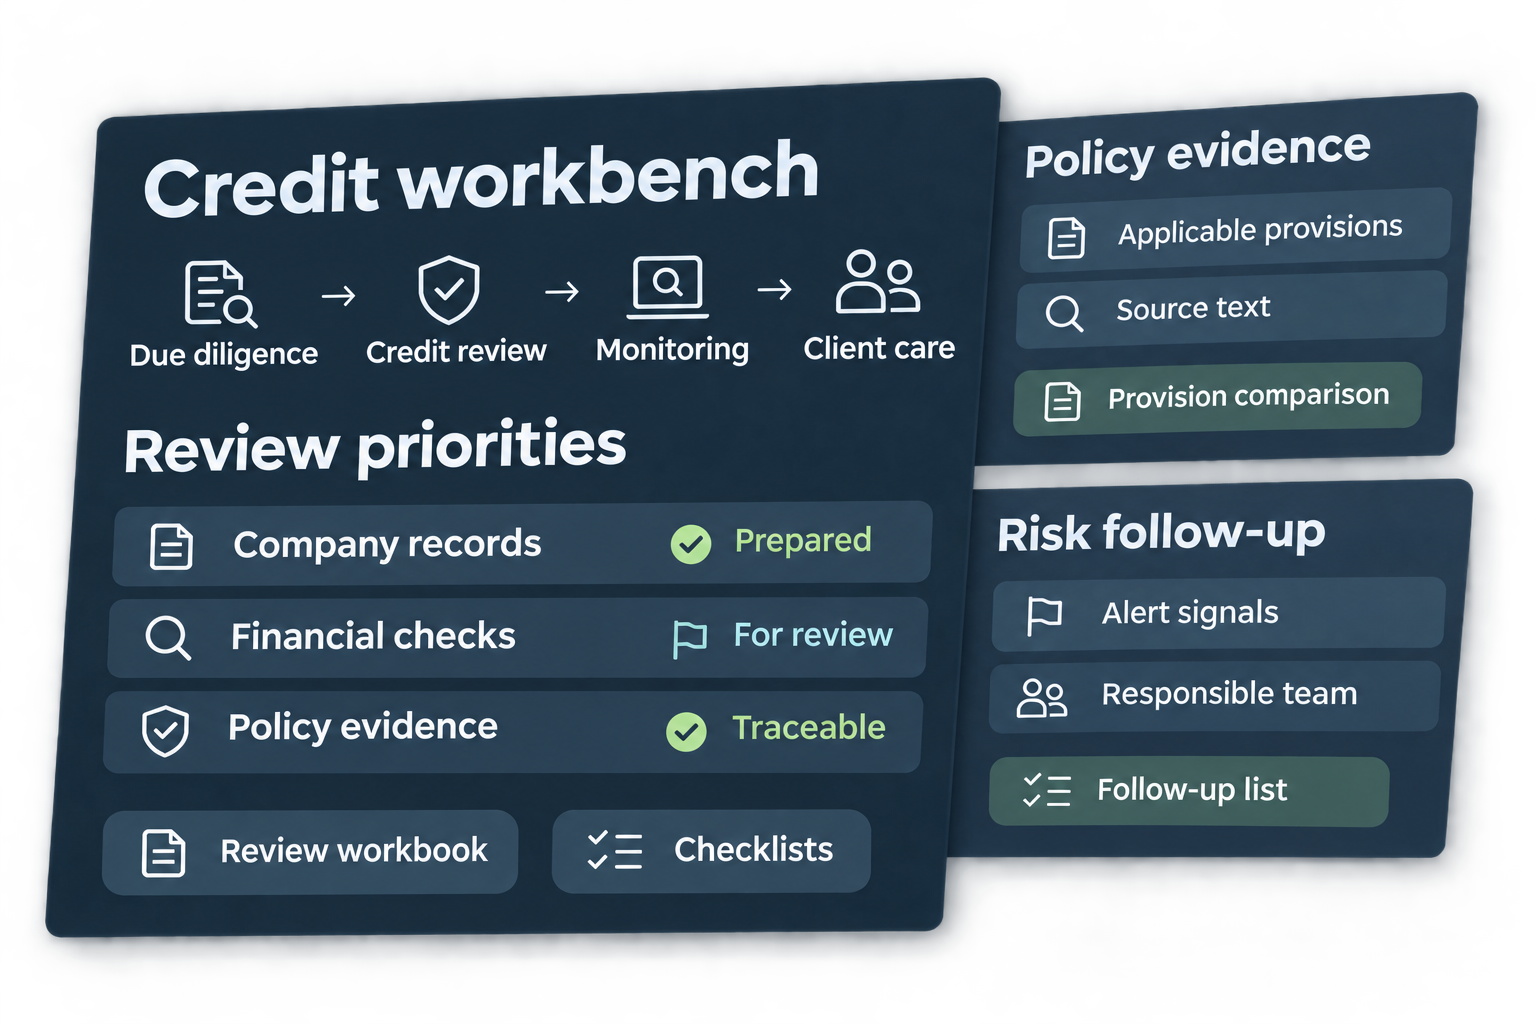 Credit workbench
Due diligence → Credit review → Monitoring → Client care
Review priorities
Company records Prepared
Financial checks For review
Policy evidence Traceable
Review workbook Checklists
Policy evidence
Applicable provisions
Source text
Provision comparison
Risk follow-up
Alert signals
Responsible team
Follow-up list